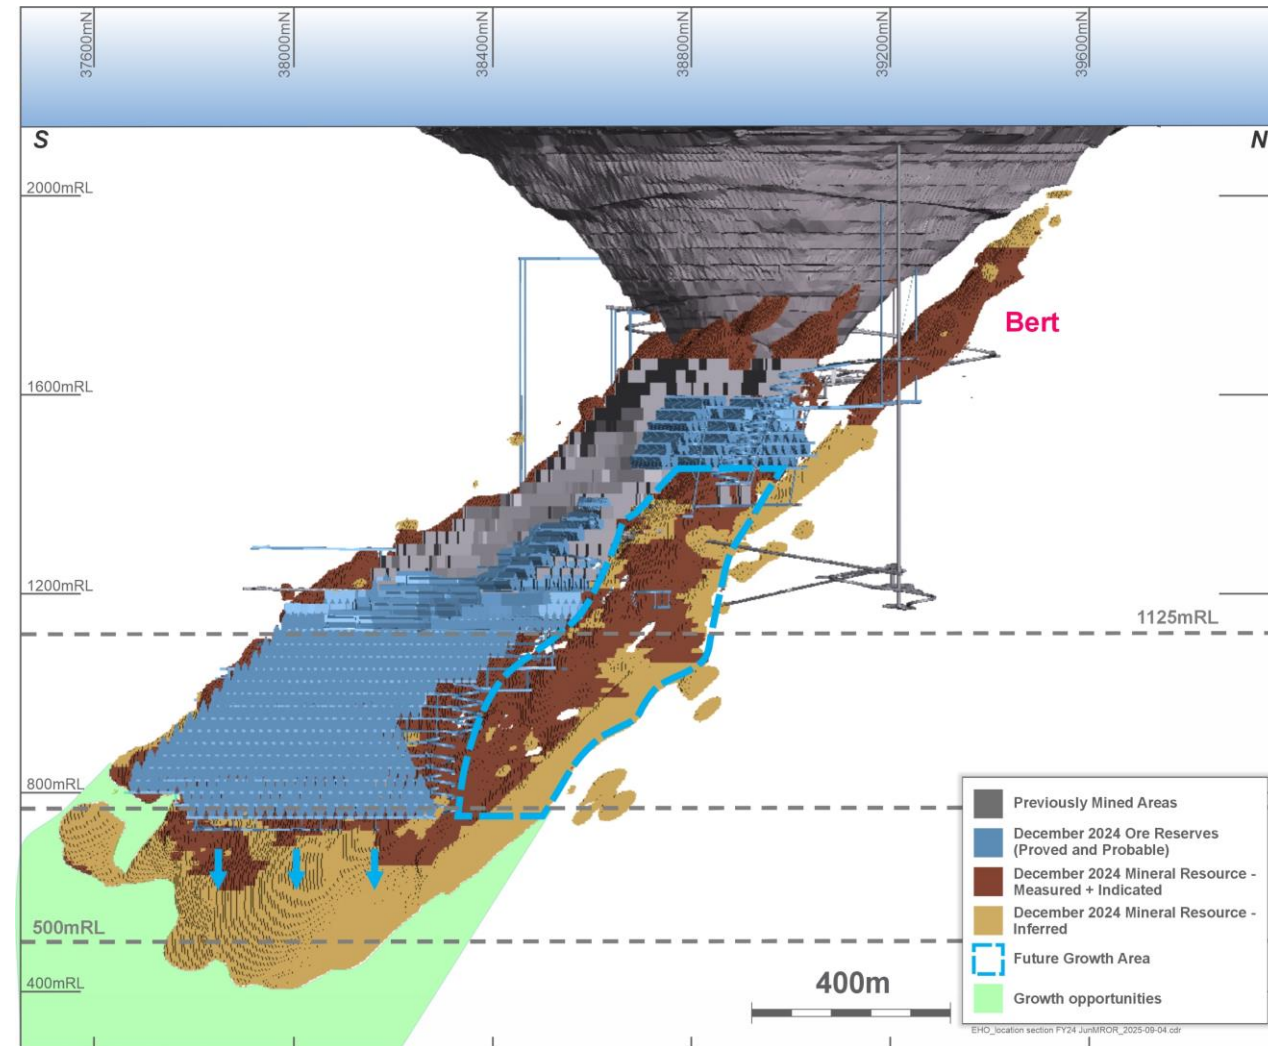 37600mN
38000mN
38400mN
38800mN
39200mN
39600mN
S
N
2000mRL
Bert
1600mRL
1200mRL
1125mRL
800mRL
500mRL
400mRL
400m
Previously Mined Areas
December 2024 Ore Reserves
(Proved and Probable)
December 2024 Mineral Resource -
Measured + Indicated
December 2024 Mineral Resource -
Inferred
Future Growth Area
Growth opportunities
EHO_location section FY24 JunMROR_2025-09-04.cdr